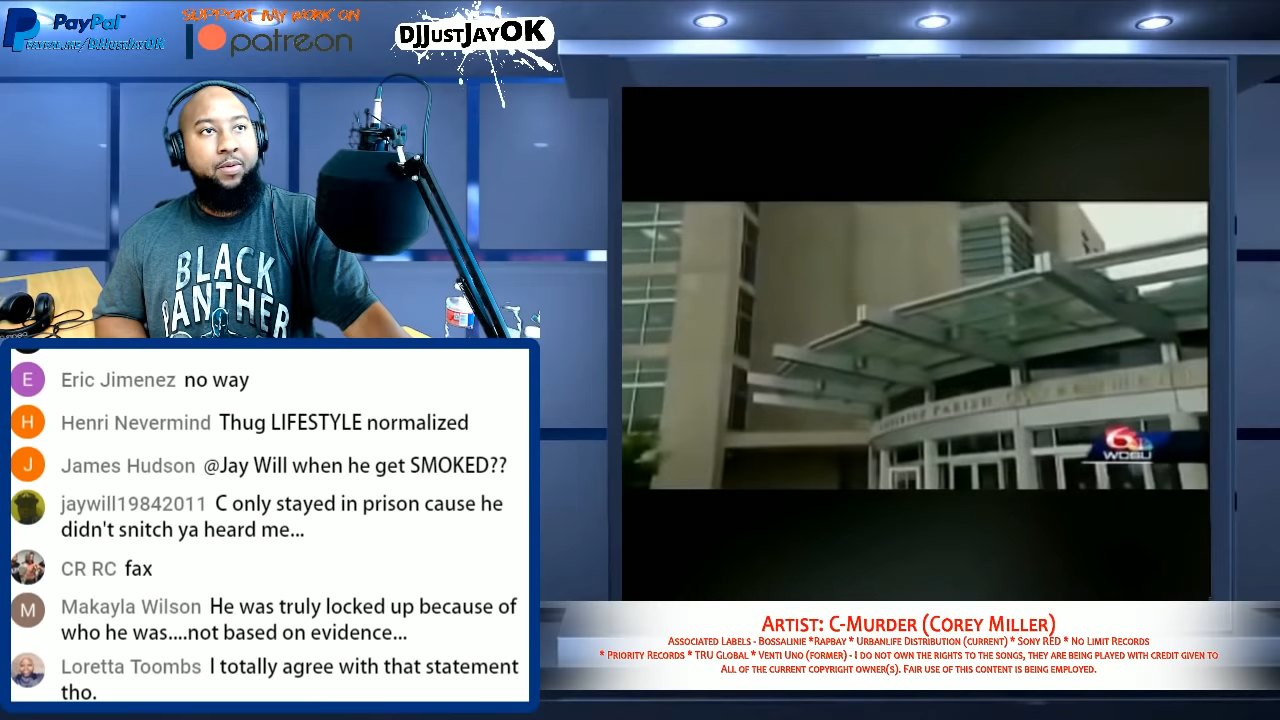 PayPal
SUPPORT MY WORK ON
patreon
DJJustJayOK
BLACK
PANTHER
E Eric Jimenez no way
H Henri Nevermind Thug LIFESTYLE normalized
J James Hudson @Jay Will when he get SMOKED??
jaywill19842011 C only stayed in prison cause he
didn't snitch ya heard me...
CR RC fax
M Makayla Wilson He was truly locked up because of
who he was....not based on evidence...
Loretta Toombs I totally agree with that statement
tho.
6
WDSU
PARISH
Artist: C-Murder (Corey Miller)
Associated Labels - Bossalinie *Rapbay * Urbanlife Distribution (current) * Sony RED * No Limit Records
* Priority Records * TRU Global * Venti Uno (former) - I do not own the rights to the songs, they are being played with credit given to
all of the current copyright owner(s). Fair use of this content is being employed.